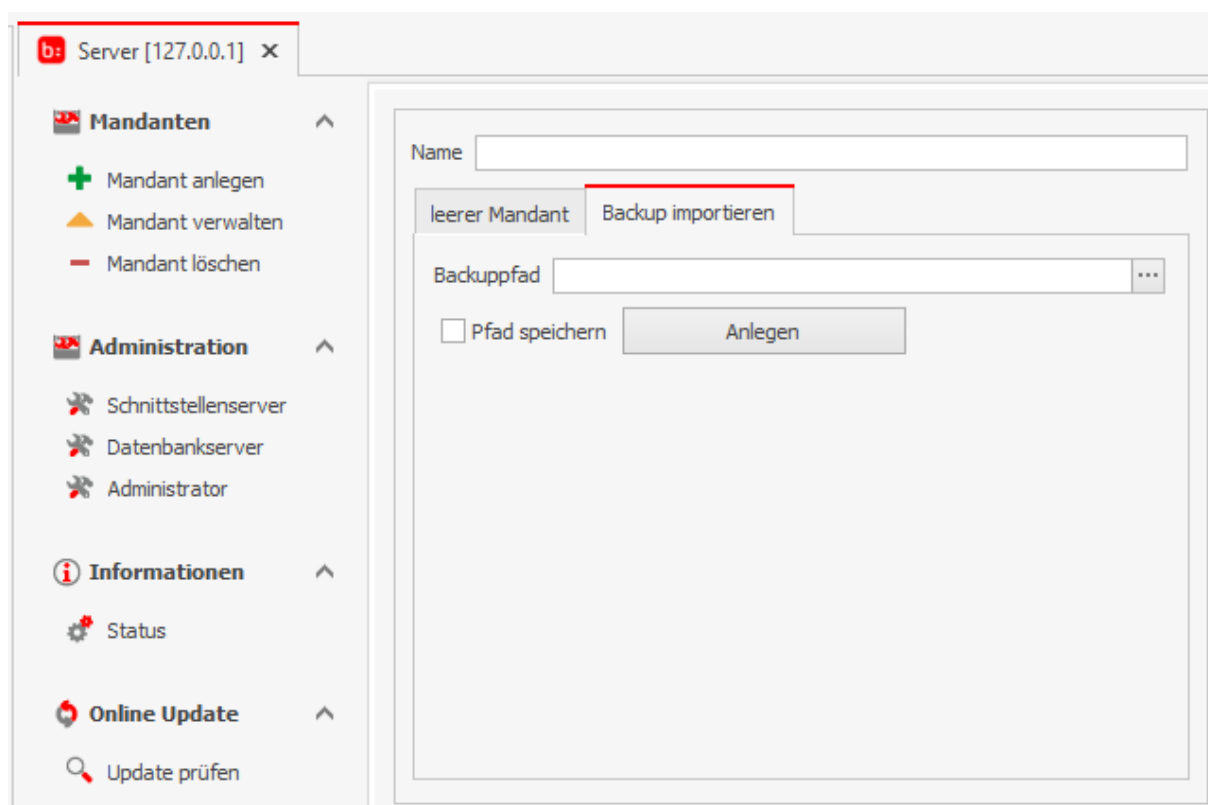 b: Server [127.0.0.1] ×
Mandanten
Mandant anlegen
Mandant verwalten
Mandant löschen
Administration
Schnittstellenserver
Datenbankserver
Administrator
Informationen
Status
Online Update
Update prüfen
Name
leerer Mandant Backup importieren
Backuppfad ...
Pfad speichern Anlegen